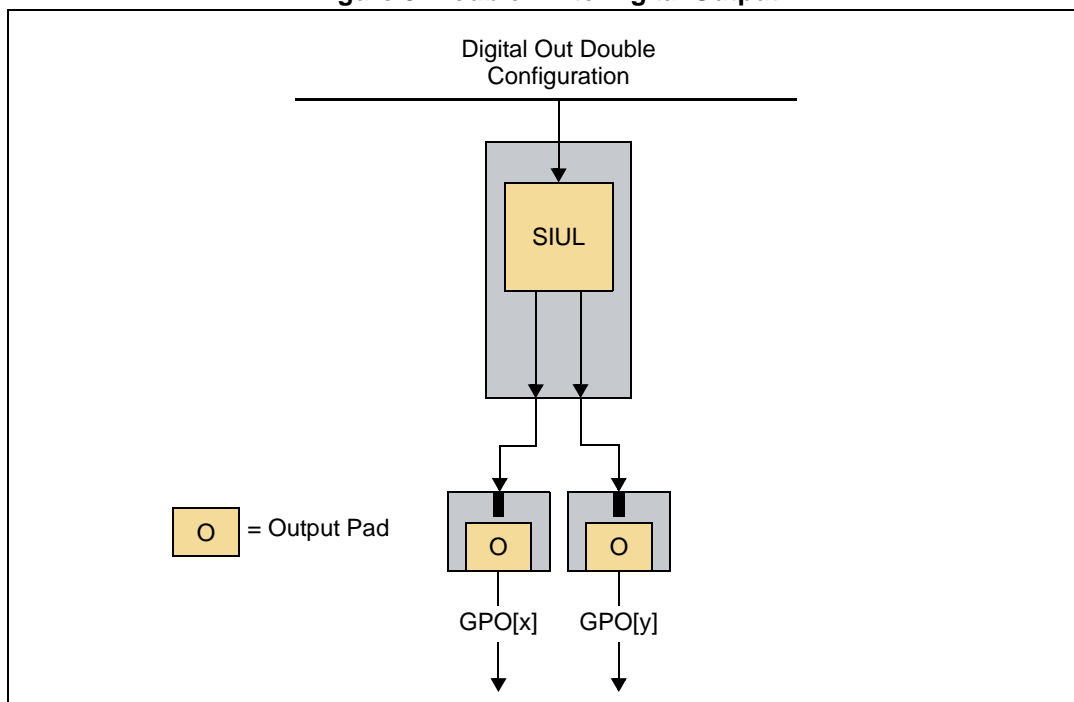 Digital Out Double
Configuration
SIUL
O = Output Pad
O
O
GPO[x]
GPO[y]